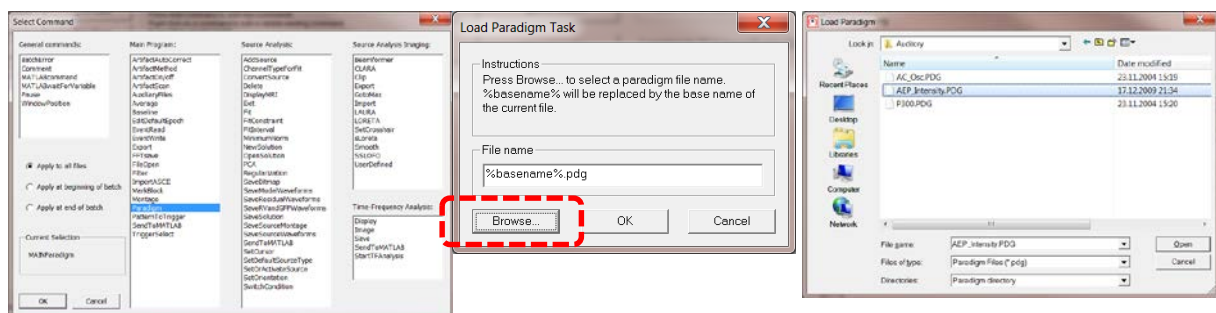 Select Command
General commands:
BatchError
Comment
MATLABcommand
MATLABwaitForVariable
Pause
WindowPosition
Apply to all files
Apply at beginning of batch
Apply at end of batch
Current Selection
MAINParadigm
OK
Cancel
Main Program:
ArtifactAutoCorrect
ArtifactMethod
ArtifactOnyoff
ArtifactScan
AuxiliaryFiles
Average
Baseline
EditDefaultEpoch
EventRead
EventWrite
Export
FFTsave
FileOpen
Filter
ImportASCII
MarkBlock
Montage
Paradigm
PatternToTrigger
SendToMATLAB
TriggerSelect
Source Analysis:
AddSource
ChannelTypeForFit
ConvertSource
Delete
DisplayMRI
Exit
Fit
FitConstraint
FitInterval
MinimumNorm
NewSolution
OpenSolution
PCA
Regularization
SaveBitmap
SaveModelWaveforms
SaveResidualWaveforms
SaveRVandGFPWaveforms
SaveSolution
SaveSourceMontage
SaveSourceWaveforms
SendToMATLAB
SetCursor
SetDefaultSourceType
SetOrActivateSource
SetOrientation
SwitchCondition
Source Analysis Imaging:
Beamformer
CLARA
Clip
Export
GotoMax
Import
LAURA
LORETA
SetCrosshair
sLoreta
Smooth
SSLOFO
UserDefined
Time-Frequency Analysis:
Display
Image
Save
SendToMATLAB
StartTFAnalysis
Load Paradigm Task
Instructions
Press Browse... to select a paradigm file name.
%basename% will be replaced by the base name of
the current file.
File name
%basename%.pdg
Browse...
OK
Cancel
Load Paradigm
Look in:
Auditory
Name
Date modified
AC_Osc.PDG
23.11.2004 15:19
AEP_Intensity.PDG
17.12.2009 21:34
P300.PDG
23.11.2004 15:20
Recent Places
Desktop
Libraries
Computer
Network
File name:
AEP_Intensity.PDG
Open
Files of type:
Paradigm Files (*.pdg)
Cancel
Directories:
Paradigm directory